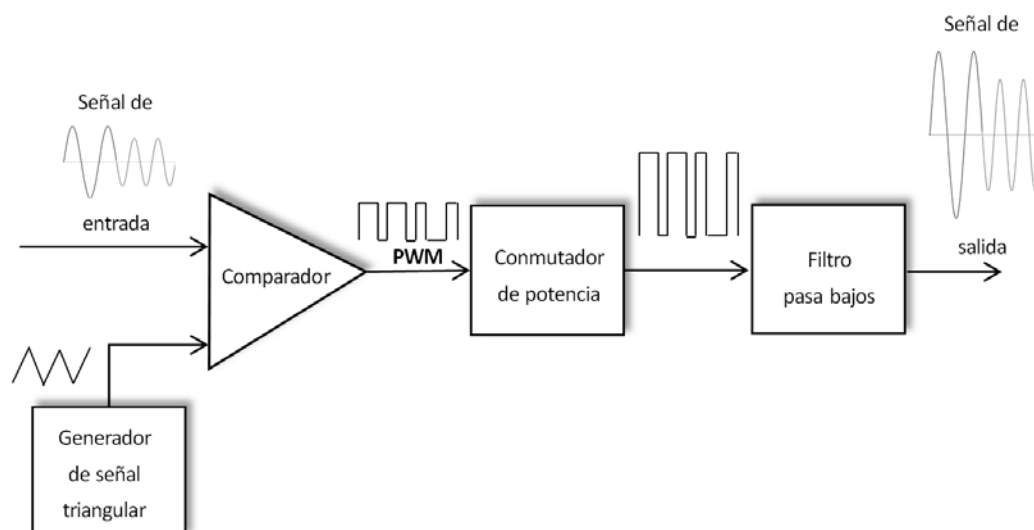 Señal de
entrada
Comparador
Generador
de señal
triangular
PWM
Conmutador
de potencia
Filtro
pasa bajos
Señal de
salida